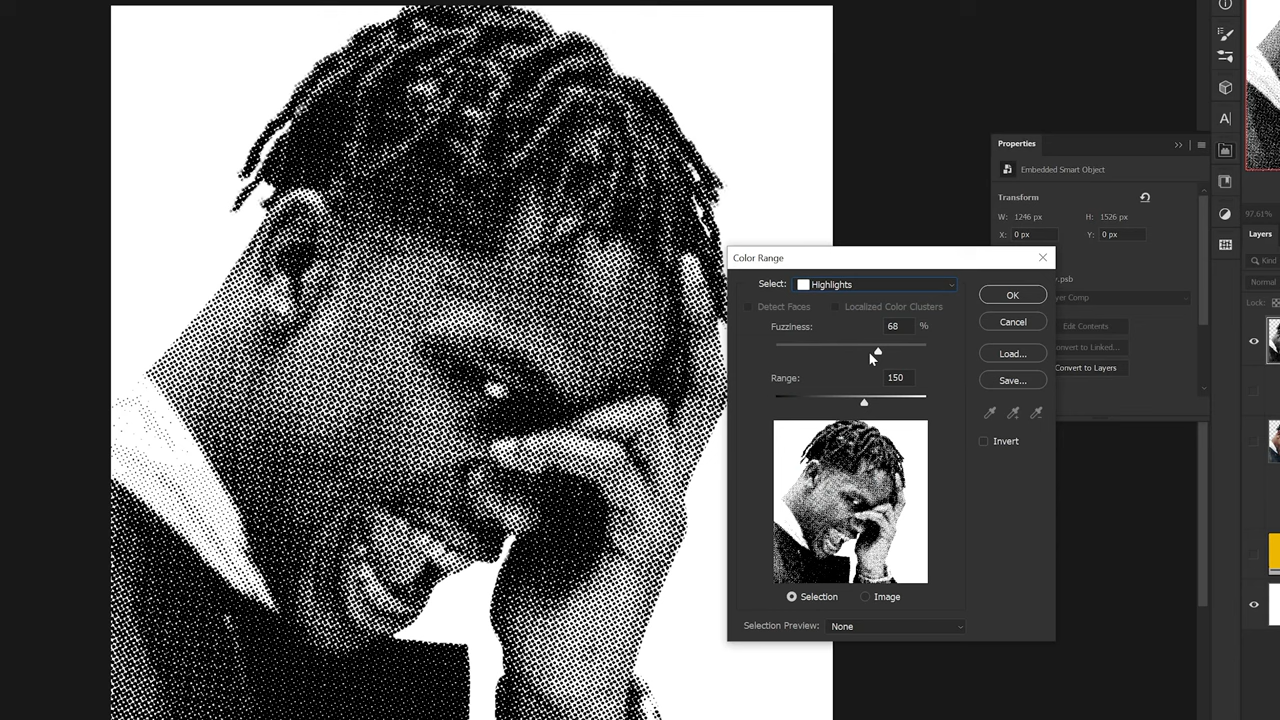 Properties
Embedded Smart Object
Transform
W: 1246 px
H: 1526 px
X: 0 px
Y: 0 px
97.61%
Layers
Kind
Normal
Lock:
.psb
er Comp
Edit Contents
Convert to Linked...
Convert to Layers
Color Range
Select: Highlights
Detect Faces
Localized Color Clusters
Fuzziness: 68 %
Range: 150
OK
Cancel
Load...
Save...
Invert
Selection
Image
Selection Preview: None